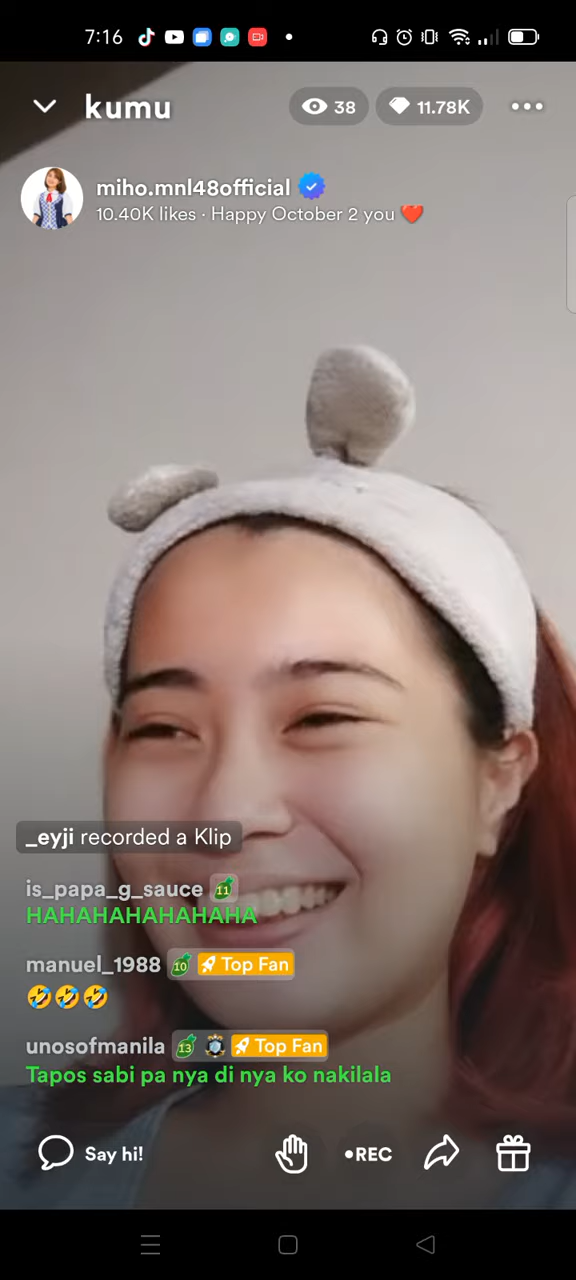 7:16
kumu
38
11.78K
miho.mnl48official
10.40K likes · Happy October 2 you ❤️
_eyji recorded a Klip
is_papa_g_sauce 11
HAHAHAHAHAHAHA
manuel_1988 10 Top Fan
🤣🤣🤣
unosofmanila 13 Top Fan
Tapos sabi pa nya di nya ko nakilala
Say hi!
•REC